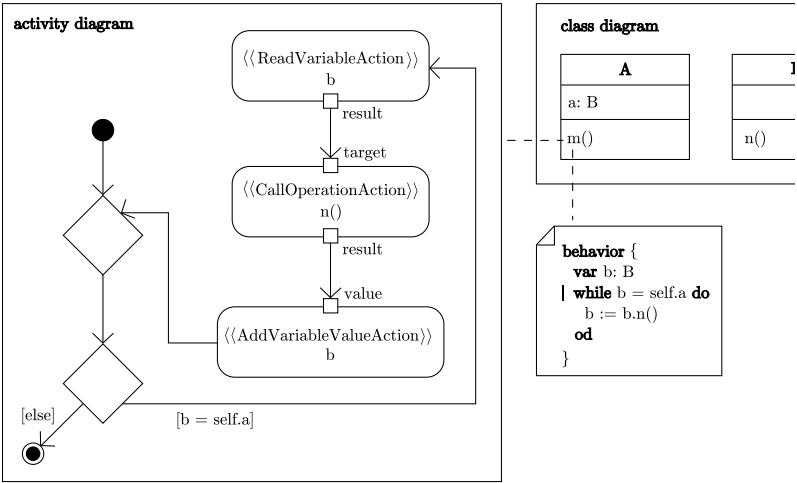 activity diagram
⟨⟨ReadVariableAction⟩⟩
b
result
target
⟨⟨CallOperationAction⟩⟩
n()
result
value
⟨⟨AddVariableValueAction⟩⟩
b
[else]
[b = self.a]
class diagram
A
a: B
m()
n()
behavior {
var b: B
while b = self.a do
b := b.n()
od
}